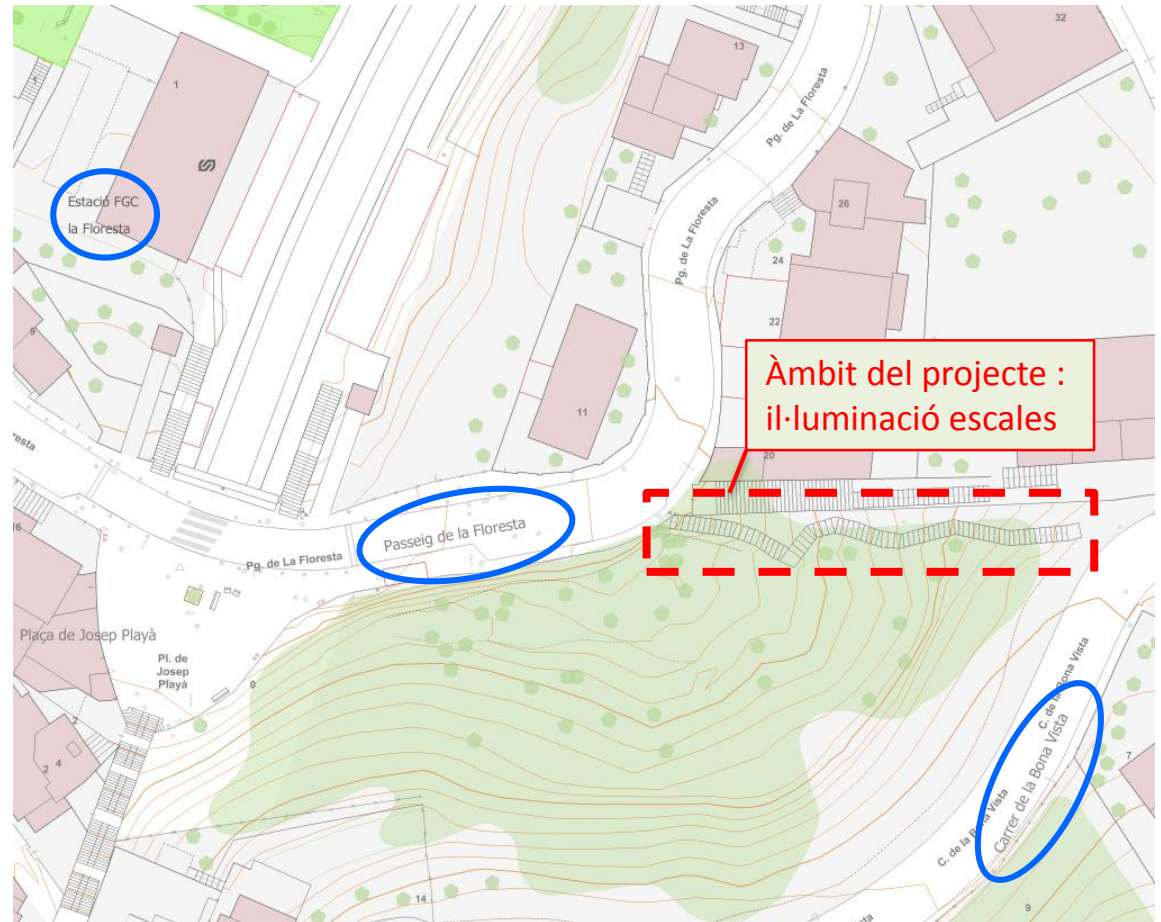 32
13
1
Pg. de La Floresta
Estació FGC
la Floresta
26
Pg. de La Floresta
24
22
9
Àmbit del projecte :
il·luminació escales
11
20
resta
16
Passeig de la Floresta
Pg. de La Floresta
Plaça de Josep Playà
Pl. de
Josep
Playà
0
2
2
4
C. de la Bona Vista
Carrer de la Bona Vista
C. de la Bona Vista
7
14
9